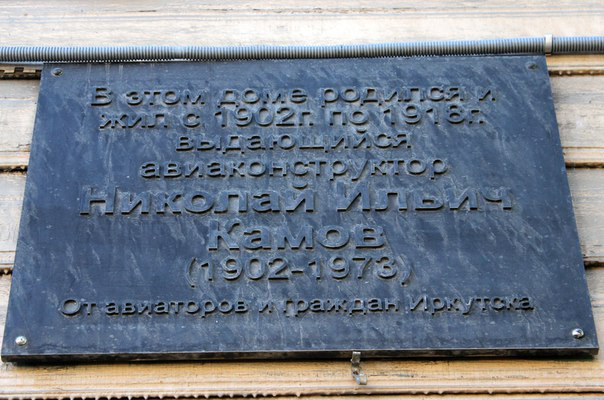 В этом доме родился и
жил с 1902г. по 1918г.
выдающийся
авиаконструктор
Николай Ильич
Камов
(1902-1973)
От авиаторов и граждан Иркутска